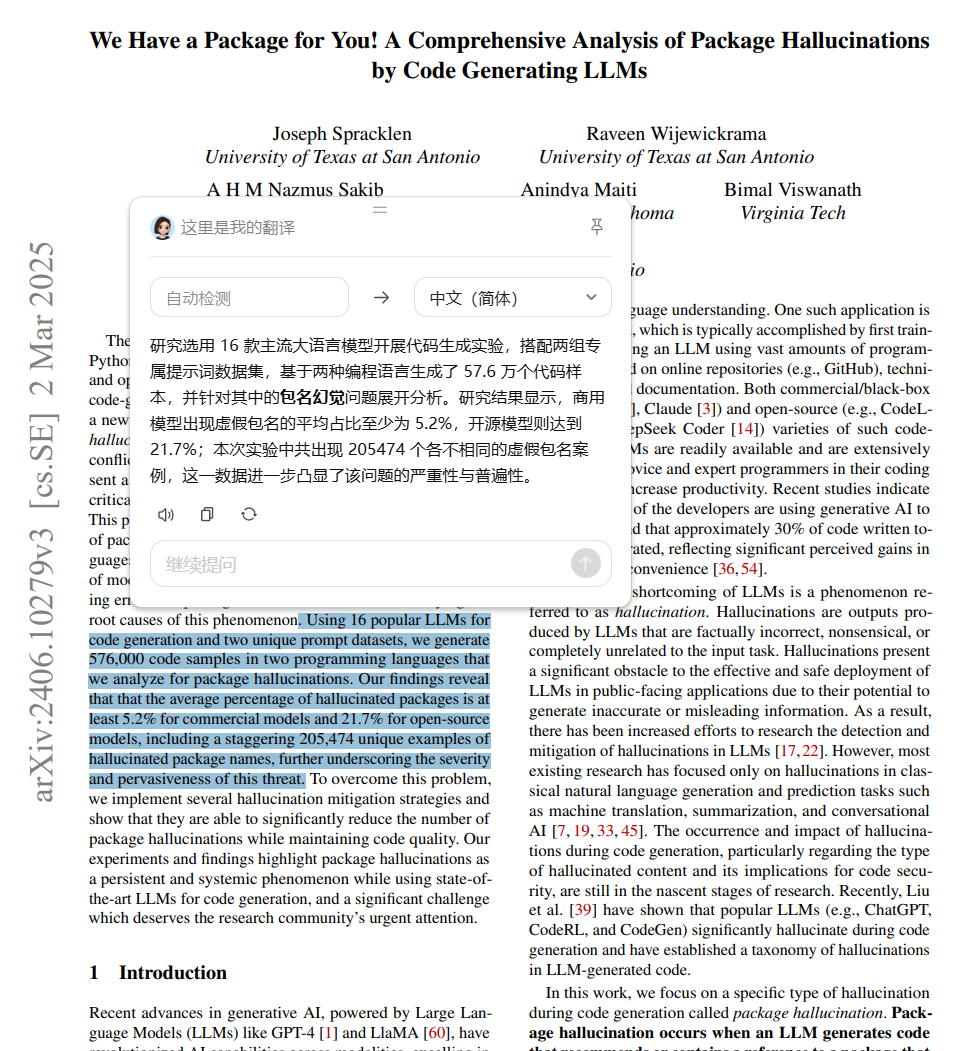 We Have a Package for You! A Comprehensive Analysis of Package Hallucinations
by Code Generating LLMs
Joseph Spracklen
University of Texas at San Antonio
Raveen Wijewickrama
University of Texas at San Antonio
A H M Nazmus Sakib
Anindya Maiti
homa
Bimal Viswanath
Virginia Tech
io
arXiv:2406.10279v3 [cs.SE] 2 Mar 2025
这里是我的翻译
自动检测
→
中文（简体）
研究选用 16 款主流大语言模型开展代码生成实验，搭配两组专
属提示词数据集，基于两种编程语言生成了 57.6 万个代码样
本，并针对其中的包名幻觉问题展开分析。研究结果显示，商用
模型出现虚假包名的平均占比至少为 5.2%，开源模型则达到
21.7%；本次实验中共出现 205474 个各不相同的虚假包名案
例，这一数据进一步凸显了该问题的严重性与普遍性。
继续提问
The
Pytho
and op
code-g
a new
halluc
confli
sent a
critica
This p
of pac
guages
of mo
ing er
root causes of this phenomenon. Using 16 popular LLMs for
code generation and two unique prompt datasets, we generate
576,000 code samples in two programming languages that
we analyze for package hallucinations. Our findings reveal
that that the average percentage of hallucinated packages is at
least 5.2% for commercial models and 21.7% for open-source
models, including a staggering 205,474 unique examples of
hallucinated package names, further underscoring the severity
and pervasiveness of this threat. To overcome this problem,
we implement several hallucination mitigation strategies and
show that they are able to significantly reduce the number of
package hallucinations while maintaining code quality. Our
experiments and findings highlight package hallucinations as
a persistent and systemic phenomenon while using state-of-
the-art LLMs for code generation, and a significant challenge
which deserves the research community's urgent attention.
1 Introduction
Recent advances in generative AI, powered by Large Lan-
guage Models (LLMs) like GPT-4 [1] and LlaMA [60], have
guage understanding. One such application is
, which is typically accomplished by first train-
ng an LLM using vast amounts of program-
d on online repositories (e.g., GitHub), techni-
documentation. Both commercial/black-box
], Claude [3]) and open-source (e.g., CodeL-
epSeek Coder [14]) varieties of such code-
Ms are readily available and are extensively
ovice and expert programmers in their coding
ncrease productivity. Recent studies indicate
of the developers are using generative AI to
d that approximately 30% of code written to-
rated, reflecting significant perceived gains in
convenience [36,54].
shortcoming of LLMs is a phenomenon re-
ferred to as hallucination. Hallucinations are outputs pro-
duced by LLMs that are factually incorrect, nonsensical, or
completely unrelated to the input task. Hallucinations present
a significant obstacle to the effective and safe deployment of
LLMs in public-facing applications due to their potential to
generate inaccurate or misleading information. As a result,
there has been increased efforts to research the detection and
mitigation of hallucinations in LLMs [17,22]. However, most
existing research has focused only on hallucinations in clas-
sical natural language generation and prediction tasks such
as machine translation, summarization, and conversational
AI [7, 19, 33, 45]. The occurrence and impact of hallucina-
tions during code generation, particularly regarding the type
of hallucinated content and its implications for code secu-
rity, are still in the nascent stages of research. Recently, Liu
et al. [39] have shown that popular LLMs (e.g., ChatGPT,
CodeRL, and CodeGen) significantly hallucinate during code
generation and have established a taxonomy of hallucinations
in LLM-generated code.
In this work, we focus on a specific type of hallucination
during code generation called package hallucination. Pack-
age hallucination occurs when an LLM generates code